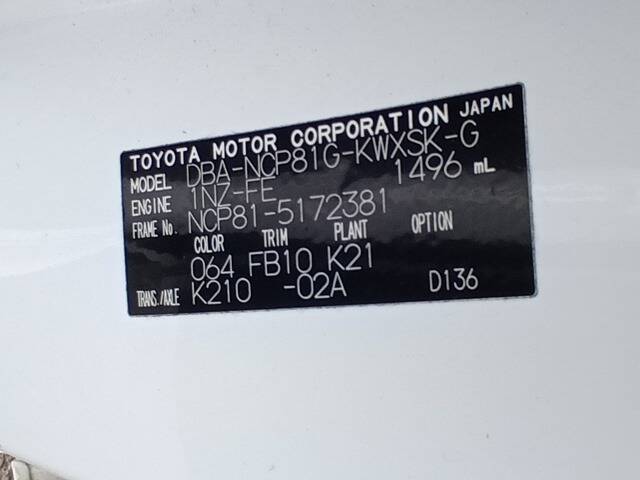 TOYOTA MOTOR CORPORATION JAPAN
MODEL DBA-NCP81G-KWXSK-G
ENGINE 1NZ-FE 1496 mL
FRAME No. NCP81-5172381
COLOR TRIM PLANT OPTION
064 FB10 K21
TRANS./AXLE K210 -02A D136